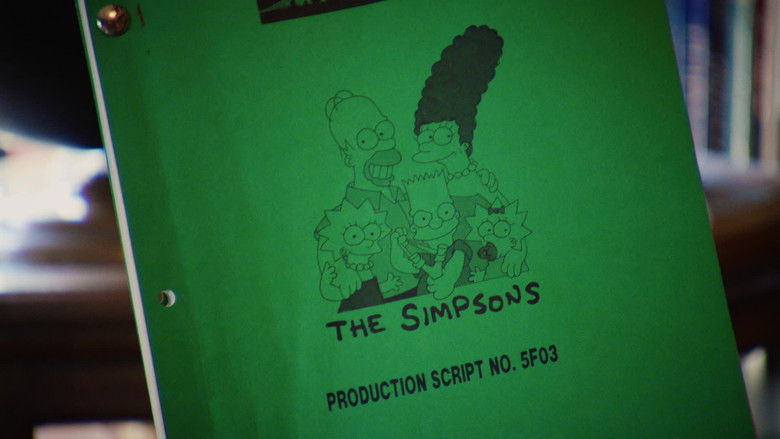 THE SIMPSONS
PRODUCTION SCRIPT NO. 5F03